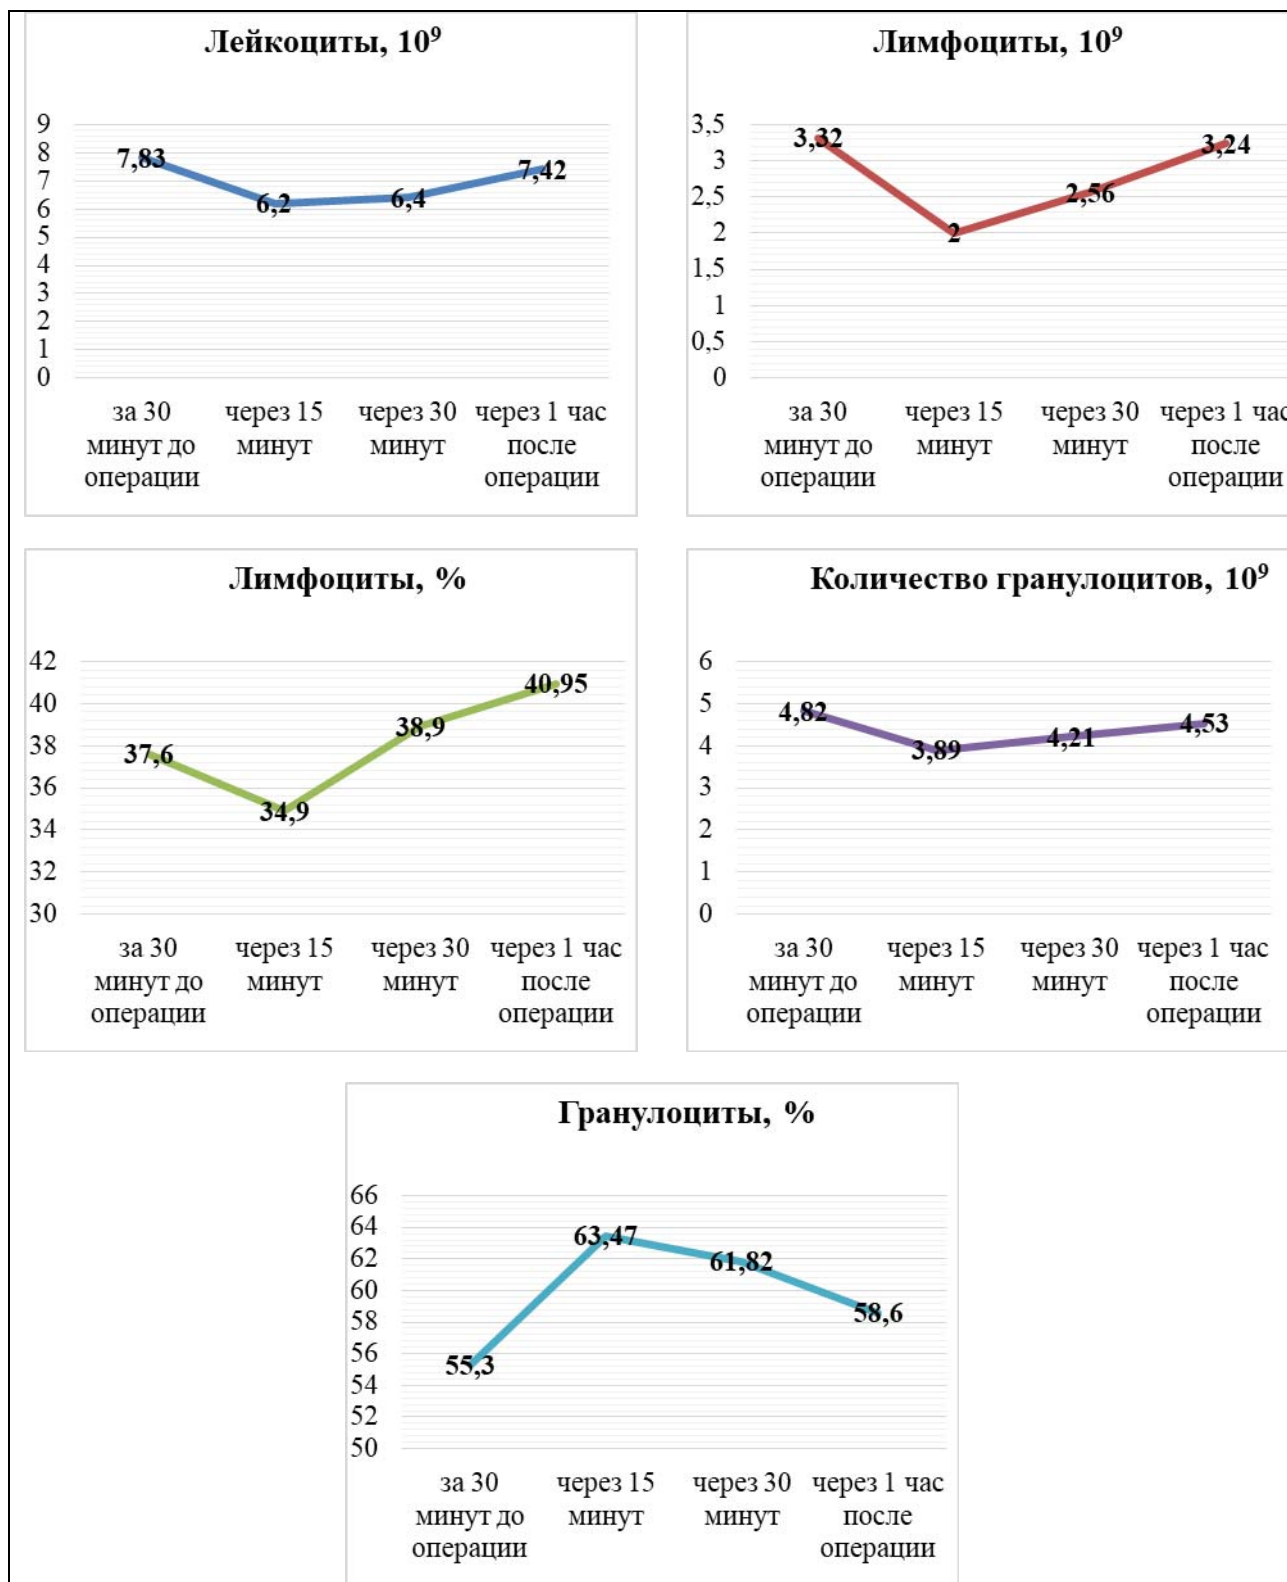 Лейкоциты, 10⁹
9
8
7
6
5
4
3
2
1
0
7,83
6,2
6,4
7,42
за 30
минут до
операции
через 15
минут
через 30
минут
через 1 час
после
операции
Лимфоциты, 10⁹
3,5
3
2,5
2
1,5
1
0,5
0
3,32
2
2,56
3,24
за 30
минут до
операции
через 15
минут
через 30
минут
через 1 час
после
операции
Лимфоциты, %
42
40
38
36
34
32
30
37,6
34,9
38,9
40,95
за 30
минут до
операции
через 15
минут
через 30
минут
через 1 час
после
операции
Количество гранулоцитов, 10⁹
6
5
4
3
2
1
0
4,82
3,89
4,21
4,53
за 30
минут до
операции
через 15
минут
через 30
минут
через 1 час
после
операции
Гранулоциты, %
66
64
62
60
58
56
54
52
50
55,3
63,47
61,82
58,6
за 30
минут до
операции
через 15
минут
через 30
минут
через 1 час
после
операции